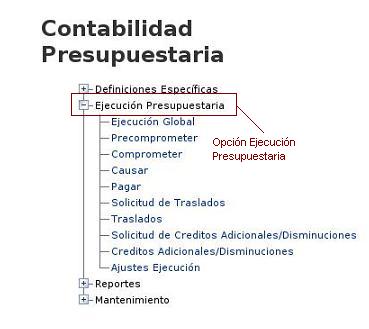 Contabilidad
Presupuestaria
Definiciones Específicas
Ejecución Presupuestaria
Ejecución Global
Precomprometer
Comprometer
Causar
Pagar
Solicitud de Traslados
Traslados
Solicitud de Creditos Adicionales/Disminuciones
Creditos Adicionales/Disminuciones
Ajustes Ejecución
Reportes
Mantenimiento
Opción Ejecución
Presupuestaria